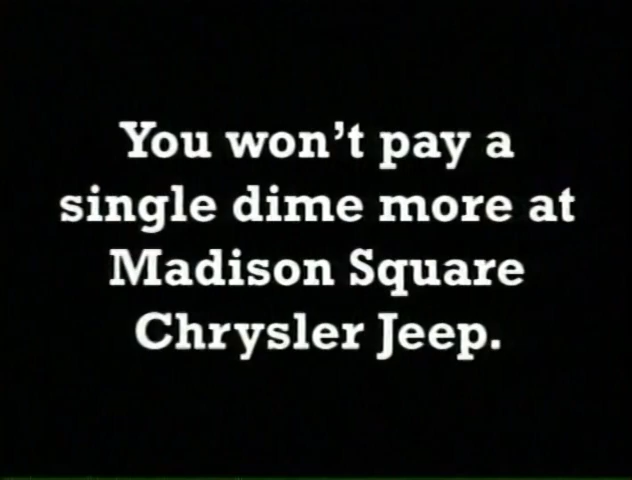 You won’t pay a
single dime more at
Madison Square
Chrysler Jeep.